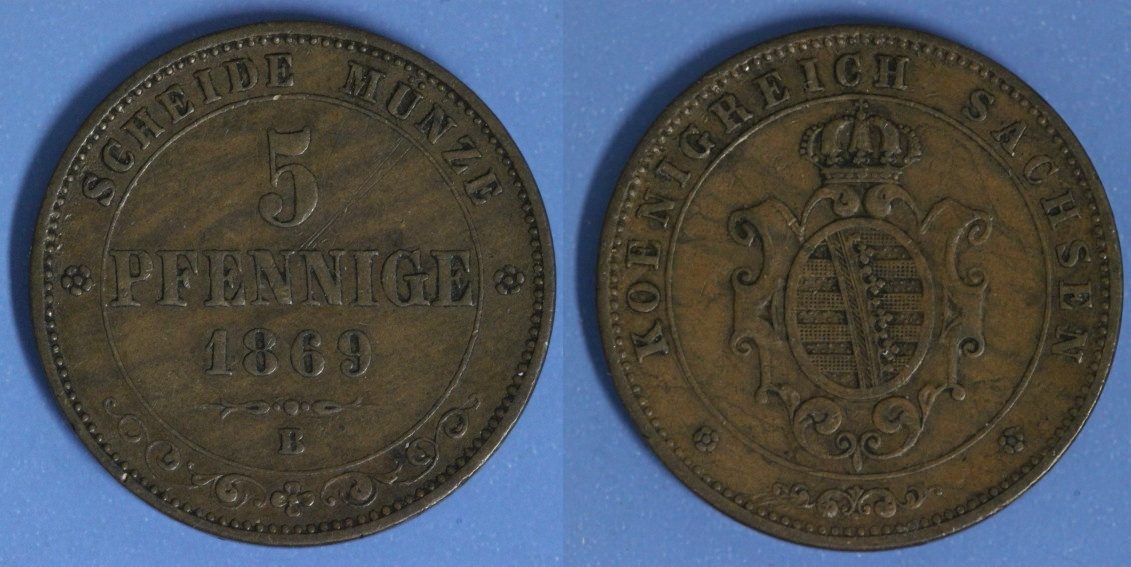 SCHEIDE MÜNZE
5
PFENNIGE
1869
B
KOENIGREICH SACHSEN